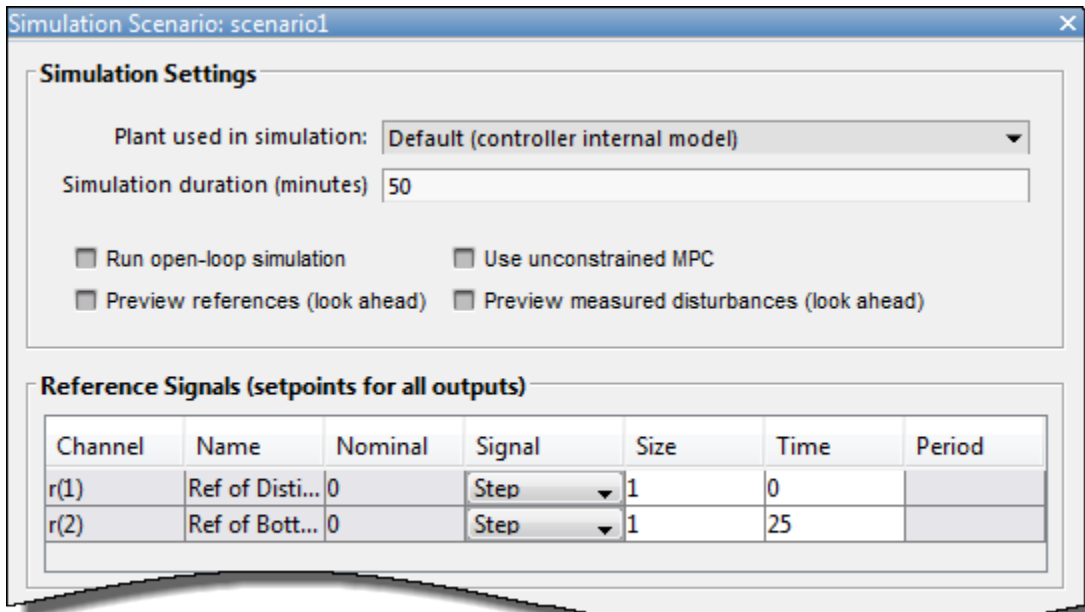 Simulation Scenario: scenario1
Simulation Settings
Plant used in simulation: Default (controller internal model)
Simulation duration (minutes) 50
Run open-loop simulation Use unconstrained MPC
Preview references (look ahead) Preview measured disturbances (look ahead)
Reference Signals (setpoints for all outputs)
Channel Name Nominal Signal Size Time Period
r(1) Ref of Disti... 0 Step 1 0
r(2) Ref of Bott... 0 Step 1 25